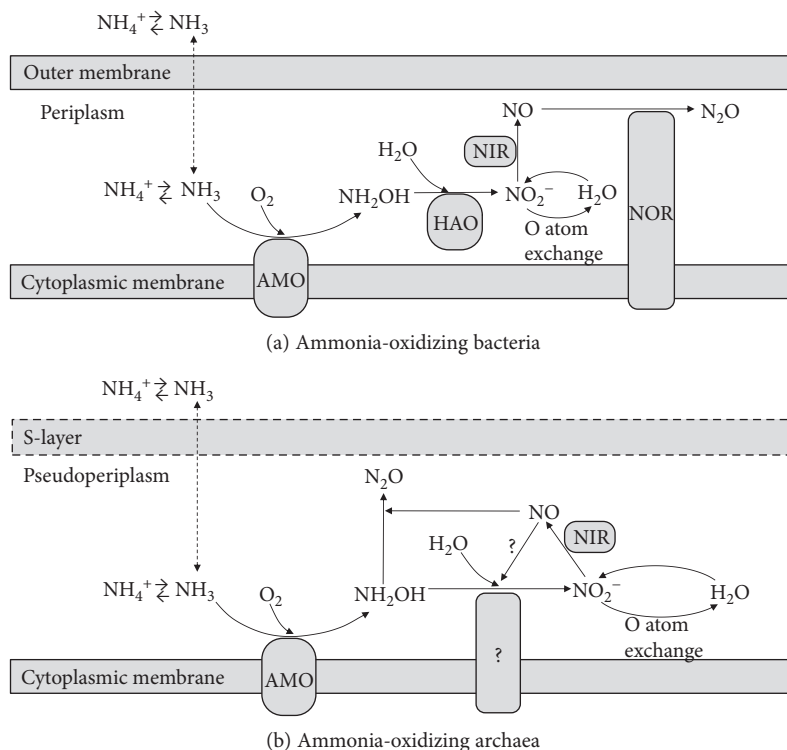 NH₄⁺ ⇌ NH₃
Outer membrane
Periplasm
NO
N₂O
H₂O
NIR
NH₄⁺ ⇌ NH₃
O₂
NH₂OH
NO₂⁻
H₂O
HAO
NOR
O atom
exchange
Cytoplasmic membrane
AMO
(a) Ammonia-oxidizing bacteria
NH₄⁺ ⇌ NH₃
S-layer
Pseudoperiplasm
N₂O
NO
H₂O
?
NIR
NH₄⁺ ⇌ NH₃
O₂
NH₂OH
NO₂⁻
H₂O
O atom
exchange
?
Cytoplasmic membrane
AMO
(b) Ammonia-oxidizing archaea